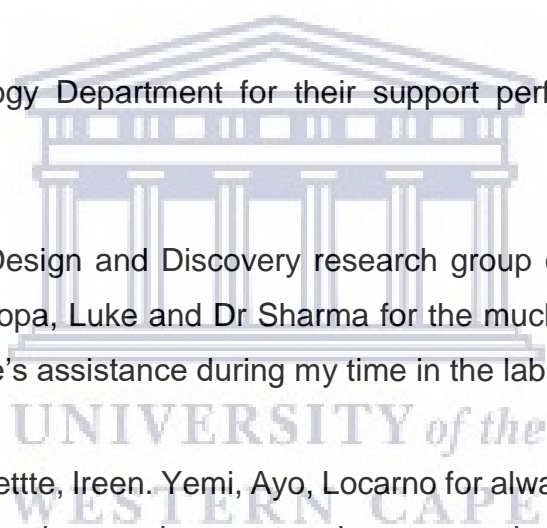 ogy Department for their support perf
Design and Discovery research group
opa, Luke and Dr Sharma for the much
e's assistance during my time in the lab
UNIVERSITY of the
ettte, Ireen. Yemi, Ayo, Locarno for alwa
WESTERN CAPE